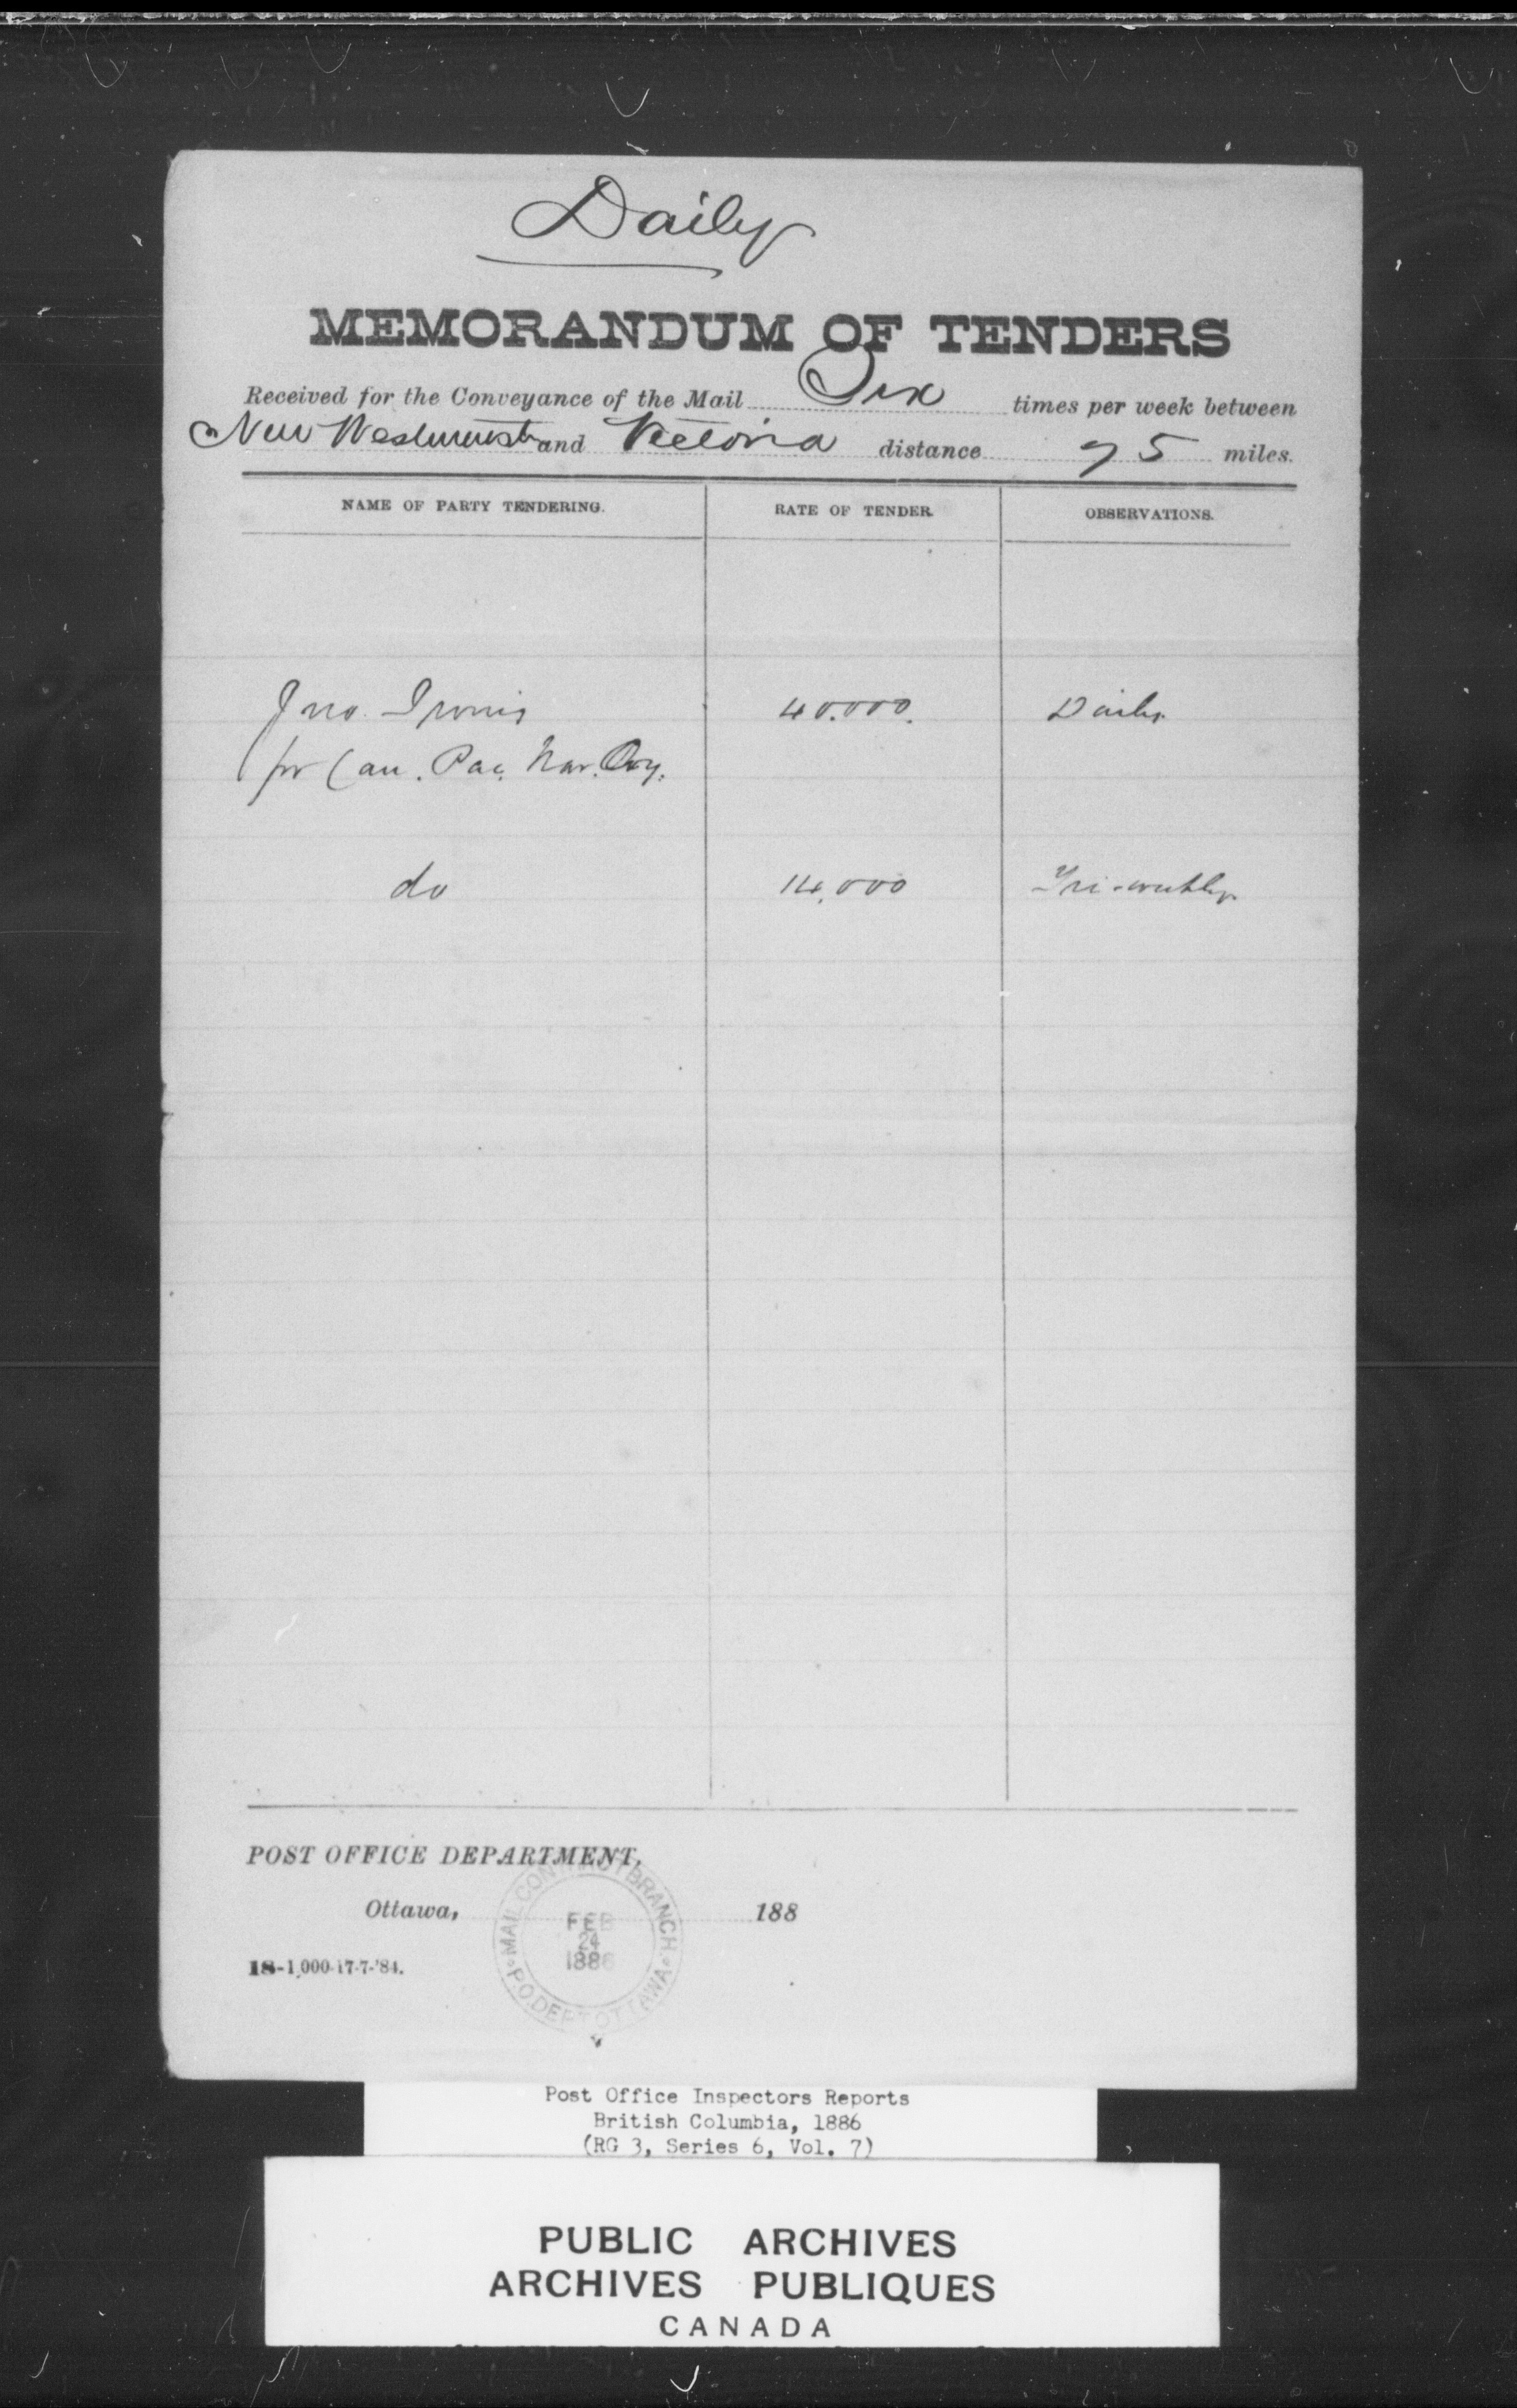 Daily
MEMORANDUM OF TENDERS
Received for the Conveyance of the Mail Six times per week between
New Westminster and Victoria distance 75 miles.
NAME OF PARTY TENDERING. RATE OF TENDER. OBSERVATIONS.
Jno. Irving 40.000. Daily
for Can. Pac. Nav. Coy.
do 14,000 Tri-weekly
POST OFFICE DEPARTMENT,
Ottawa, 188
18-1,000-17-7-'84.
MAIL CONTRACT BRANCH
FEB
24
1886
P.O. DEPT OTTAWA
Post Office Inspectors Reports
British Columbia, 1886
(RG 3, Series 6, Vol. 7)
PUBLIC ARCHIVES
ARCHIVES PUBLIQUES
CANADA